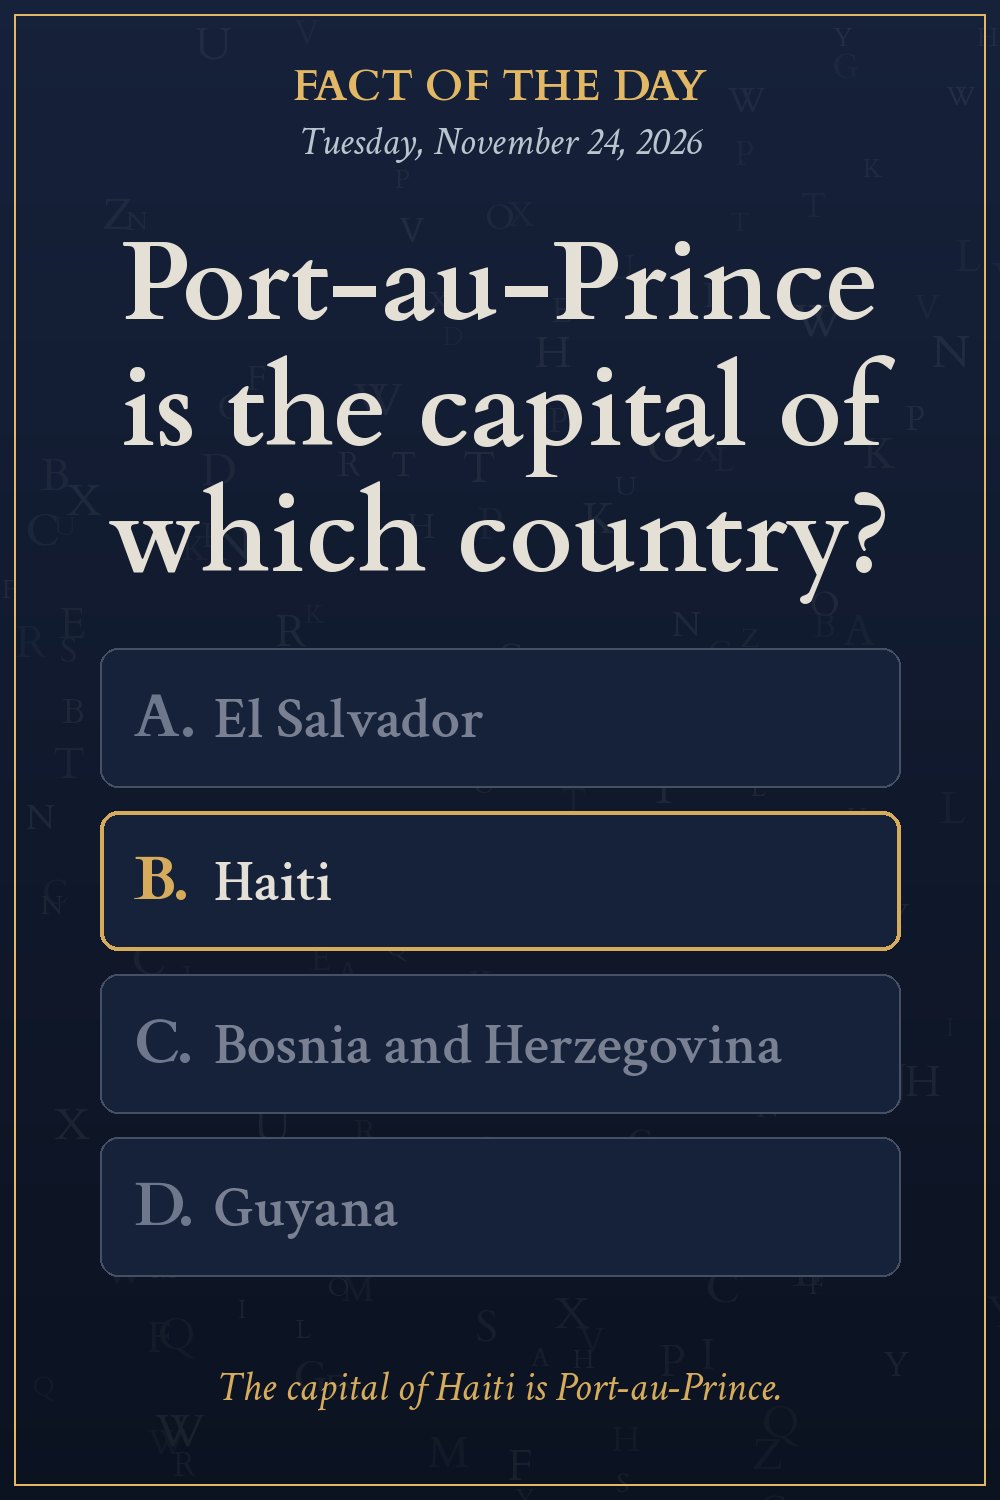 FACT OF THE DAY
Tuesday, November 24, 2026
Port-au-Prince
is the capital of
which country?
A. El Salvador
B. Haiti
C. Bosnia and Herzegovina
D. Guyana
The capital of Haiti is Port-au-Prince.